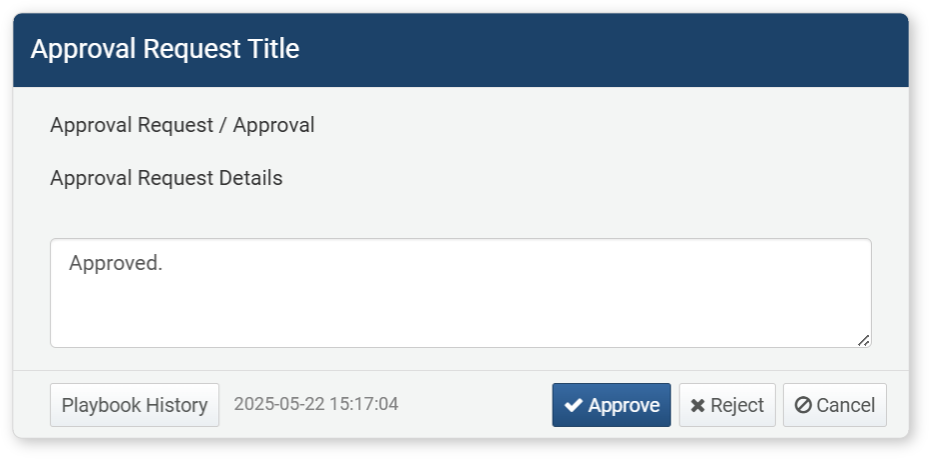 Approval Request Title
Approval Request / Approval
Approval Request Details
Approved.
Playbook History 2025-05-22 15:17:04 Approve Reject Cancel